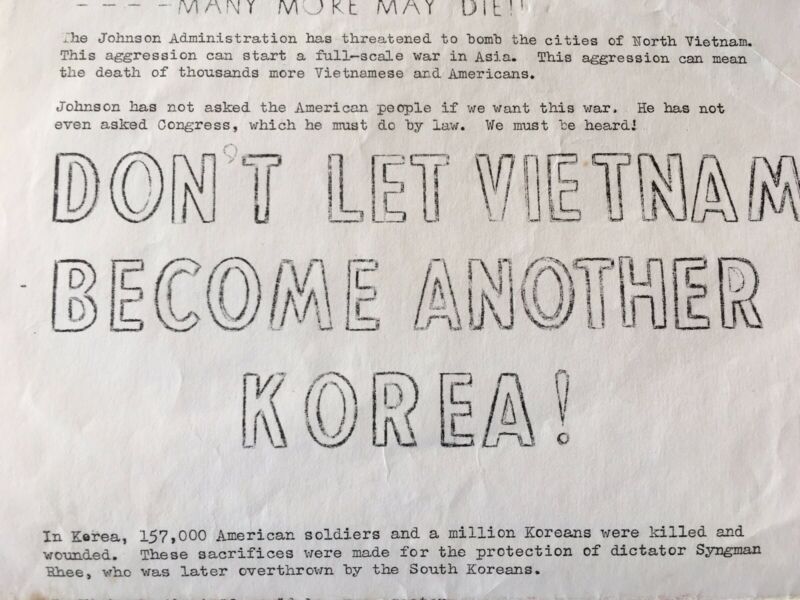 - - - -MANY MORE MAY DIE!!
The Johnson Administration has threatened to bomb the cities of North Vietnam.
This aggression can start a full-scale war in Asia. This aggression can mean
the death of thousands more Vietnamese and Americans.
Johnson has not asked the American people if we want this war. He has not
even asked Congress, which he must do by law. We must be heard!
DON'T LET VIETNAM
BECOME ANOTHER
KOREA!
In Korea, 157,000 American soldiers and a million Koreans were killed and
wounded. These sacrifices were made for the protection of dictator Syngman
Rhee, who was later overthrown by the South Koreans.